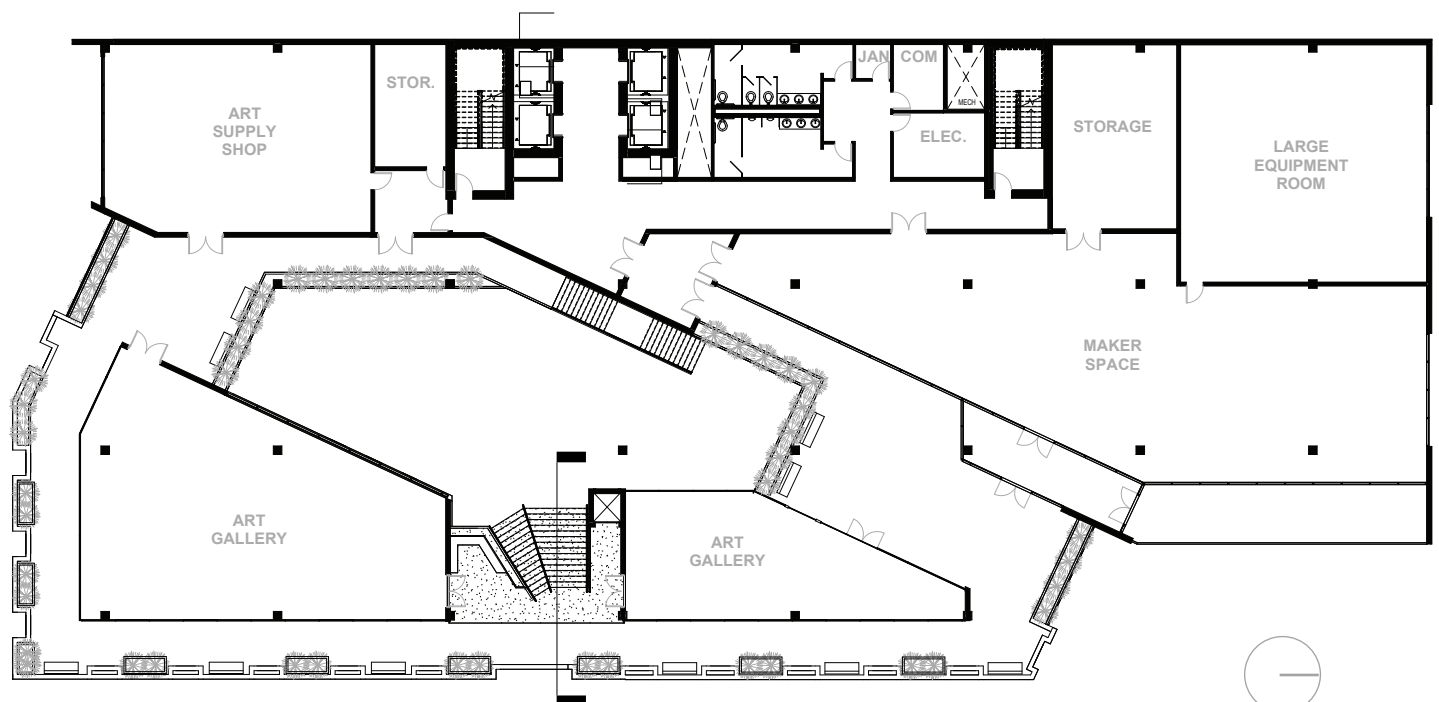 JAN
COM
STOR.
MECH
ART
SUPPLY
SHOP
STORAGE
ELEC.
LARGE
EQUIPMENT
ROOM
MAKER
SPACE
ART
GALLERY
ART
GALLERY